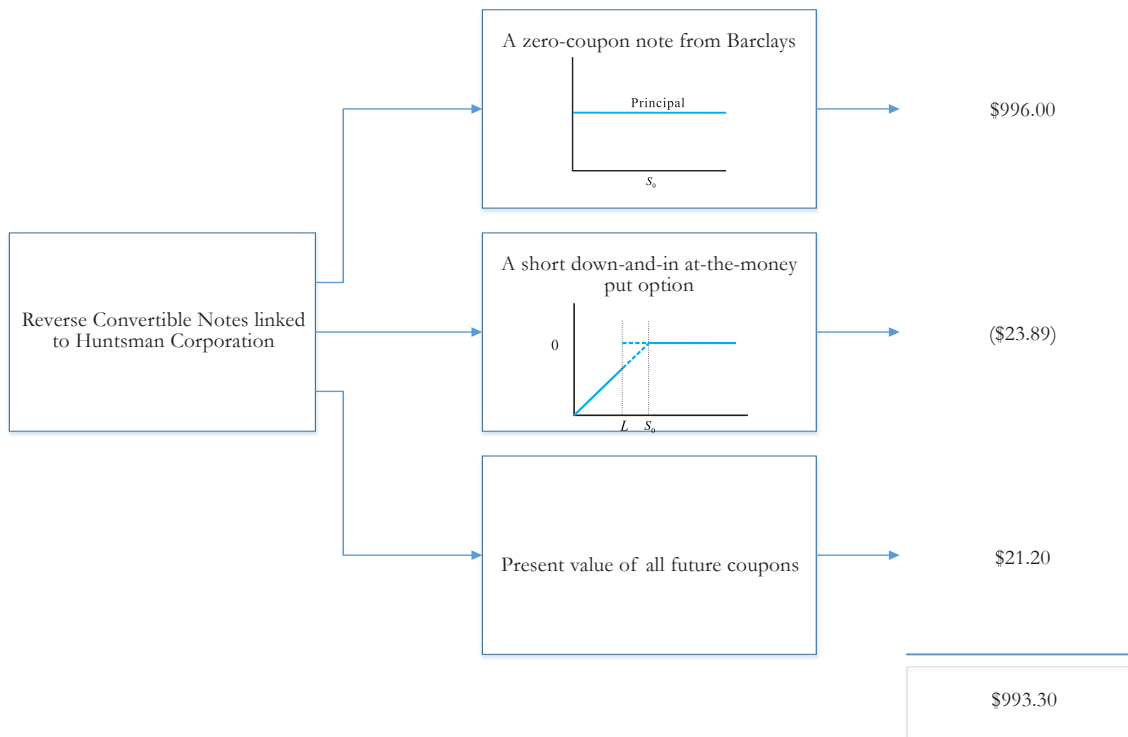 A zero-coupon note from Barclays
Principal
S₀
$996.00
Reverse Convertible Notes linked
to Huntsman Corporation
A short down-and-in at-the-money
put option
0
L
S₀
($23.89)
Present value of all future coupons
$21.20
$993.30